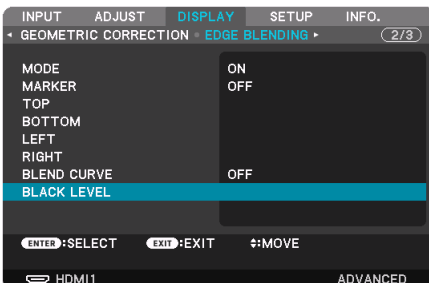 INPUT ADJUST DISPLAY SETUP INFO.
◂ GEOMETRIC CORRECTION • EDGE BLENDING ▸ 2/3
MODE ON
MARKER OFF
TOP
BOTTOM
LEFT
RIGHT
BLEND CURVE OFF
BLACK LEVEL
ENTER:SELECT EXIT:EXIT ◆:MOVE
HDMI1 ADVANCED